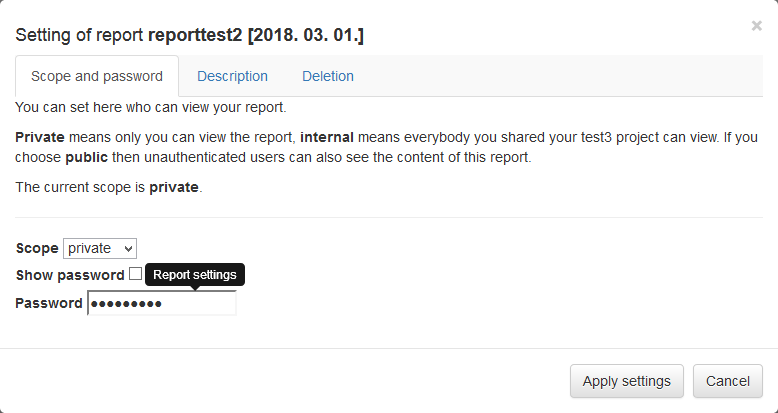 Setting of report reporttest2 [2018. 03. 01.]
×
Scope and password Description Deletion
You can set here who can view your report.
Private means only you can view the report, internal means everybody you shared your test3 project can view. If you
choose public then unauthenticated users can also see the content of this report.
The current scope is private.
Scope private
Show password Report settings
Password •••••••••
Apply settings Cancel